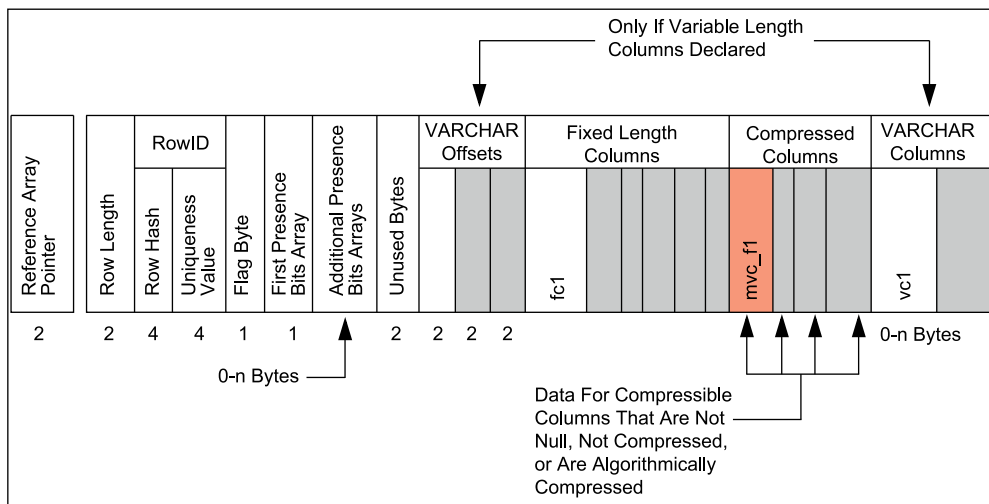 Only If Variable Length
Columns Declared
Reference Array
Pointer
Row Length
RowID
Row Hash
Uniqueness
Value
Flag Byte
First Presence
Bits Array
Additional Presence
Bits Arrays
Unused Bytes
VARCHAR
Offsets
Fixed Length
Columns
fc1
Compressed
Columns
mvc_f1
VARCHAR
Columns
vc1
2 2 4 4 1 1 2 2 2 2 0-n Bytes
0-n Bytes
Data For Compressible
Columns That Are Not
Null, Not Compressed,
or Are Algorithmically
Compressed